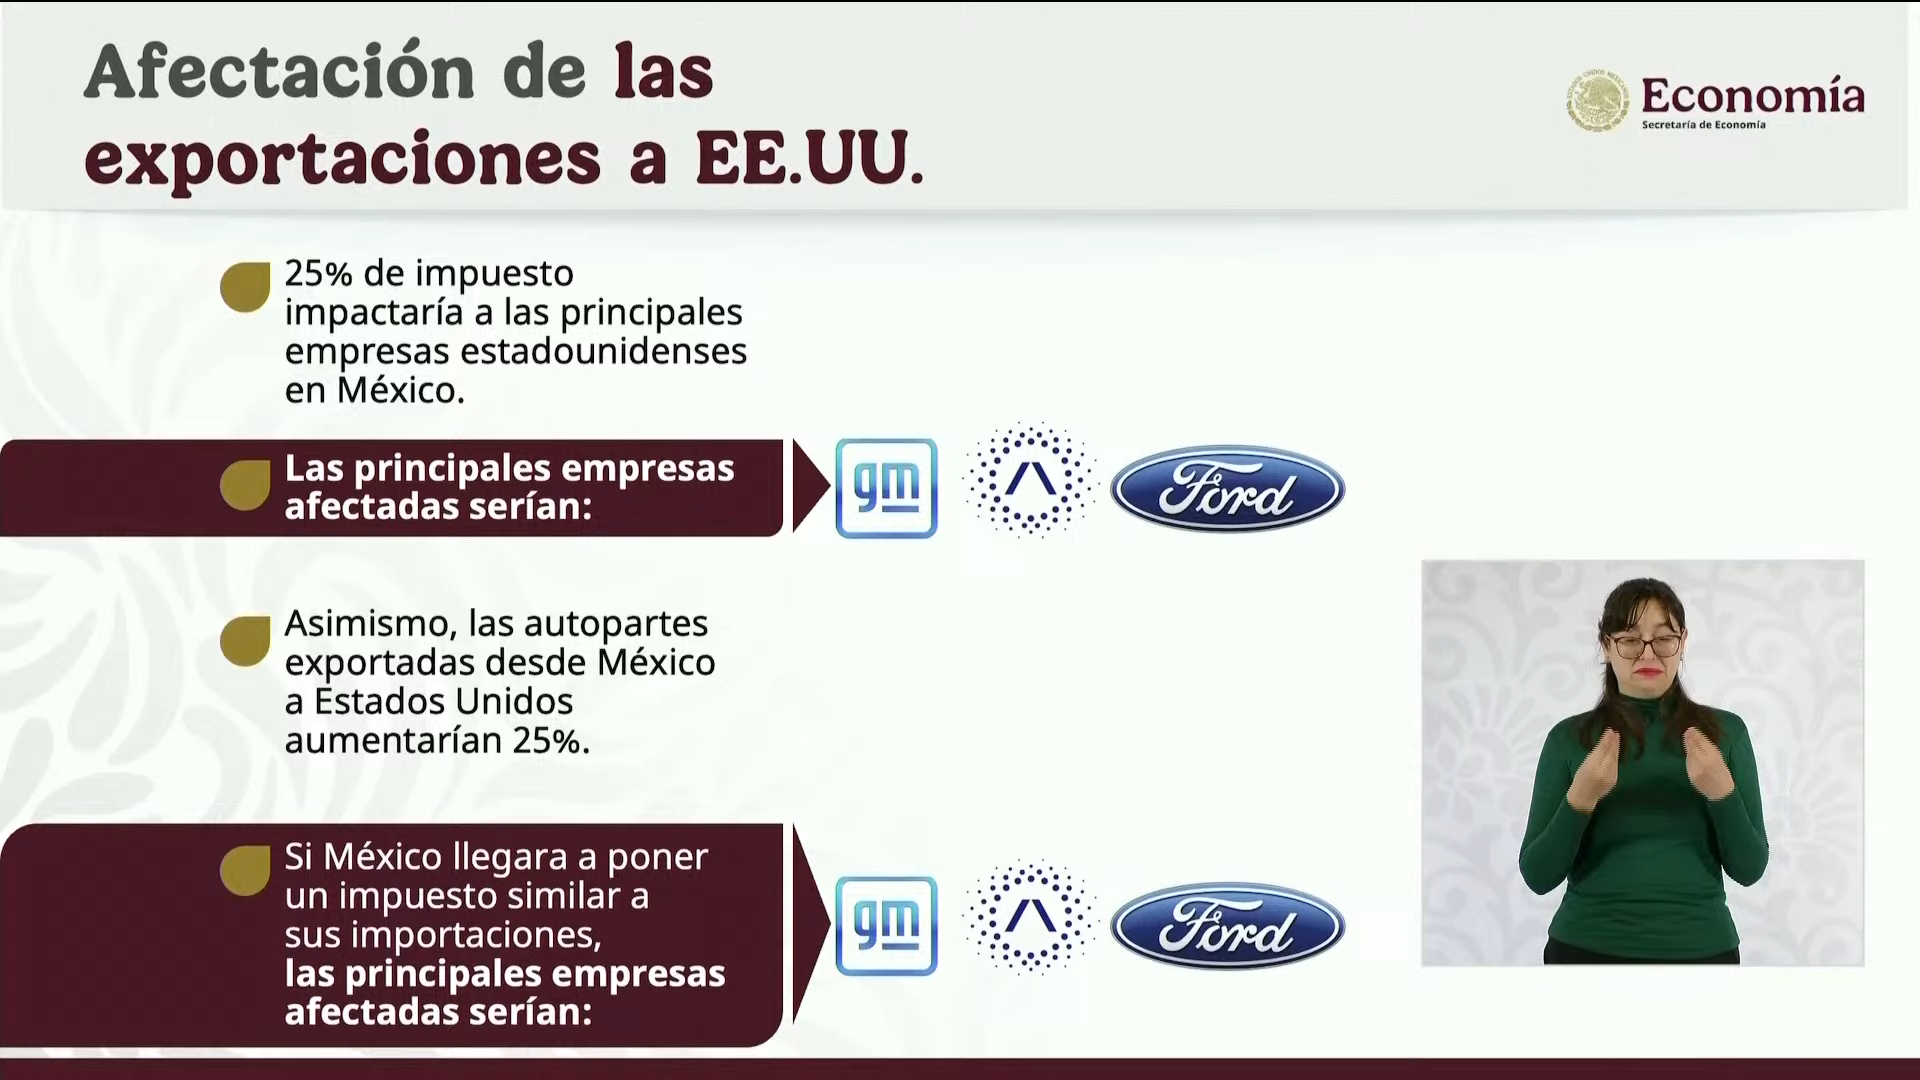 Afectación de las
exportaciones a EE.UU.
Economía
Secretaría de Economía
25% de impuesto
impactaría a las principales
empresas estadounidenses
en México.
Las principales empresas
afectadas serían:
gm
Ford
Asimismo, las autopartes
exportadas desde México
a Estados Unidos
aumentarían 25%.
Si México llegara a poner
un impuesto similar a
sus importaciones,
las principales empresas
afectadas serían:
gm
Ford